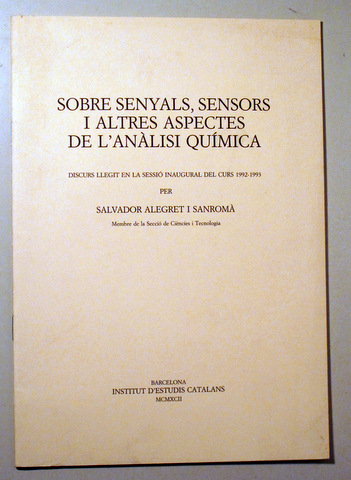 SOBRE SENYALS, SENSORS
I ALTRES ASPECTES
DE L'ANÀLISI QUÍMICA
DISCURS LLEGIT EN LA SESSIÓ INAUGURAL DEL CURS 1992-1993
PER
SALVADOR ALEGRET I SANROMÀ
Membre de la Secció de Ciències i Tecnologia
BARCELONA
INSTITUT D'ESTUDIS CATALANS
MCMXCII